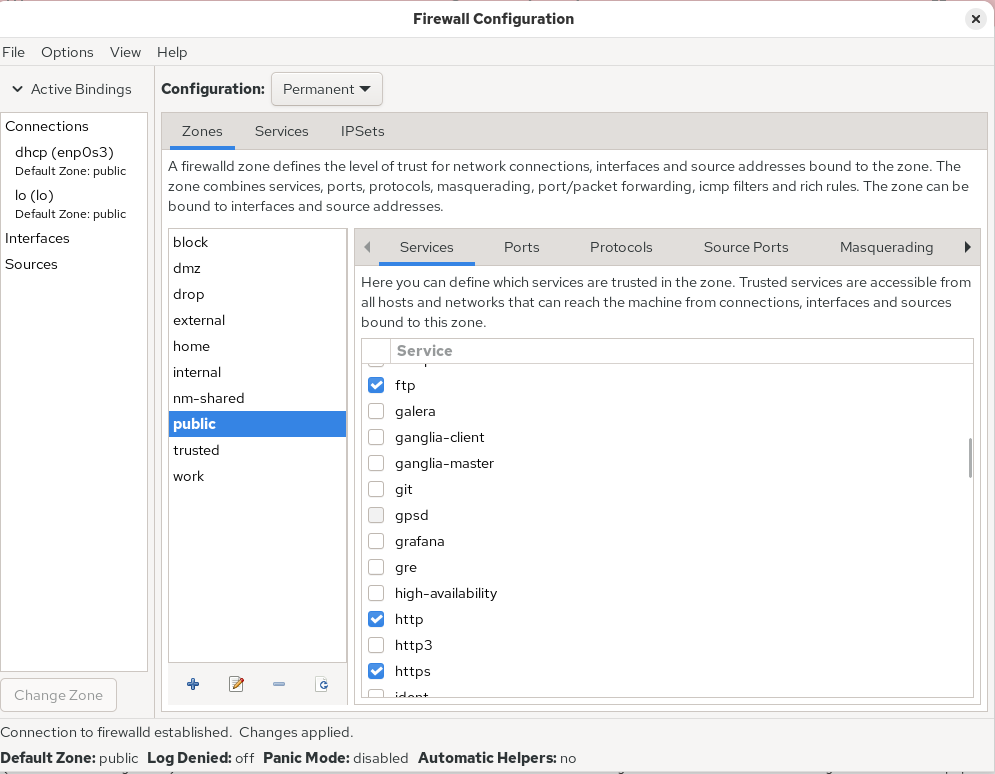 Firewall Configuration
File Options View Help
Active Bindings
Configuration: Permanent
Connections
dhcp (enp0s3)
Default Zone: public
lo (lo)
Default Zone: public
Interfaces
Sources
Change Zone
Zones Services IPSets
A firewalld zone defines the level of trust for network connections, interfaces and source addresses bound to the zone. The
zone combines services, ports, protocols, masquerading, port/packet forwarding, icmp filters and rich rules. The zone can be
bound to interfaces and source addresses.
block
dmz
drop
external
home
internal
nm-shared
public
trusted
work
Services Ports Protocols Source Ports Masquerading
Here you can define which services are trusted in the zone. Trusted services are accessible from
all hosts and networks that can reach the machine from connections, interfaces and sources
bound to this zone.
Service
ftp
galera
ganglia-client
ganglia-master
git
gpsd
grafana
gre
high-availability
http
http3
https
Connection to firewalld established. Changes applied.
Default Zone: public Log Denied: off Panic Mode: disabled Automatic Helpers: no